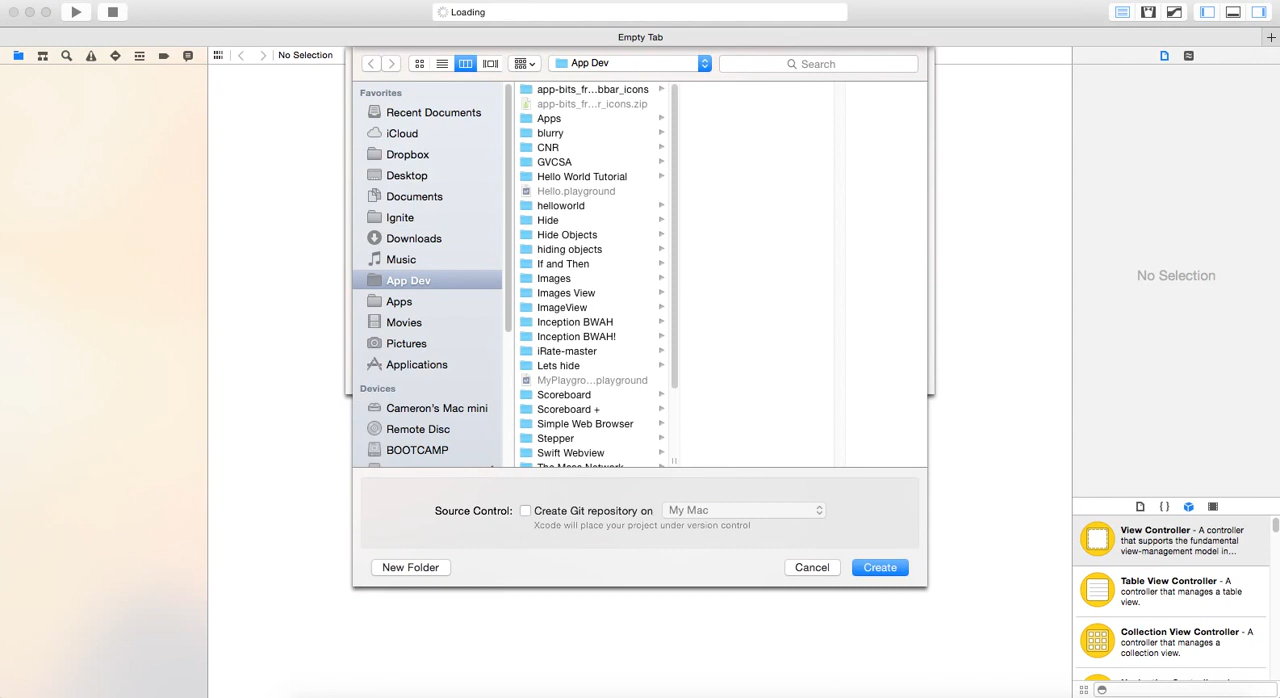 Loading
Empty Tab
No Selection
App Dev
Search
Favorites
Recent Documents
iCloud
Dropbox
Desktop
Documents
Ignite
Downloads
Music
App Dev
Apps
Movies
Pictures
Applications
Devices
Cameron's Mac mini
Remote Disc
BOOTCAMP
app-bits_fr...bbar_icons
app-bits_fr...r_icons.zip
Apps
blurry
CNR
GVCSA
Hello World Tutorial
Hello.playground
helloworld
Hide
Hide Objects
hiding objects
If and Then
Images
Images View
ImageView
Inception BWAH
Inception BWAH!
iRate-master
Lets hide
MyPlaygro...playground
Scoreboard
Scoreboard +
Simple Web Browser
Stepper
Swift Webview
Source Control:
Create Git repository on
My Mac
Xcode will place your project under version control
New Folder
Cancel
Create
No Selection
View Controller - A controller
that supports the fundamental
view-management model in...
Table View Controller - A
controller that manages a table
view.
Collection View Controller - A
controller that manages a
collection view.